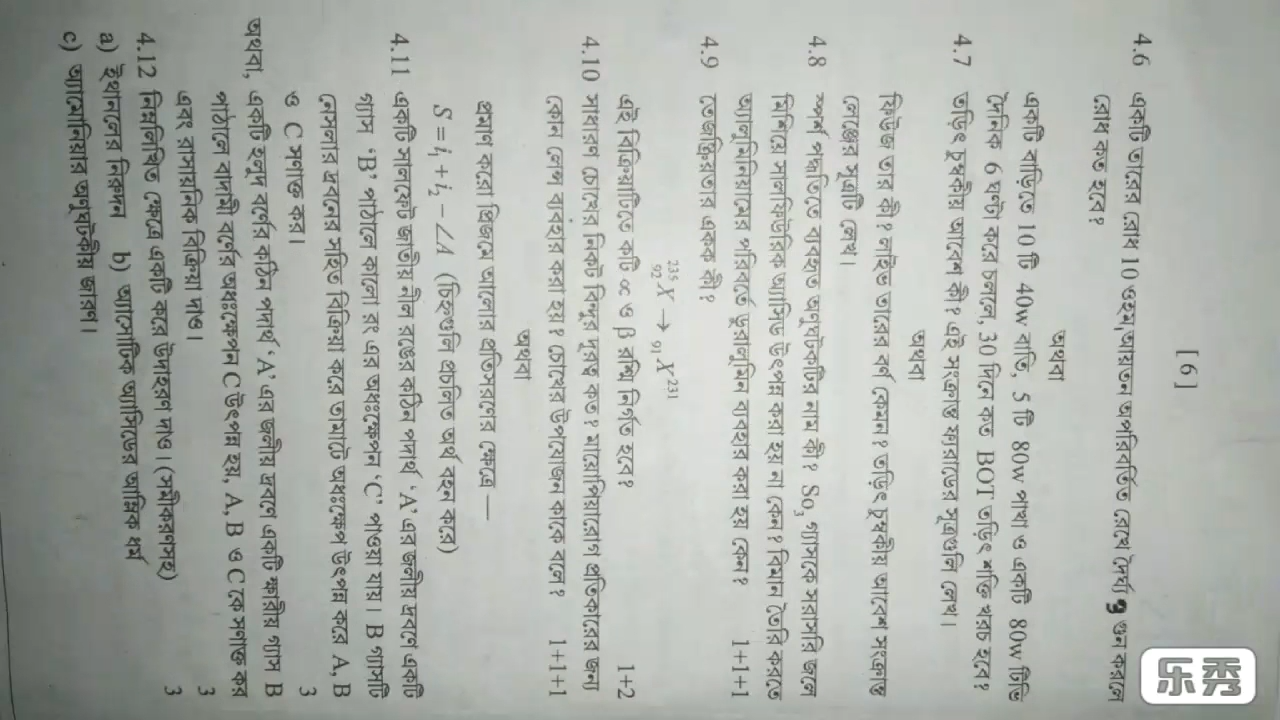 [6]
4.6 একটি তারের রোধ 10 ওহম্ আয়তন অপরিবর্তিত রেখে দৈর্ঘ্য গুন করলে
রোধ কত হবে?
অথবা
একটি বাড়িতে 10 টি 40w বাতি, 5 টি 80w পাখা ও একটি 80w টিভি
দৈনিক 6 ঘন্টা করে চললে, 30 দিনে কত BOT তড়িৎ শক্তি খরচ হবে?
4.7 তড়িৎ চুম্বকীয় আবেশ কী? এই সংক্রান্ত ফ্যারাডের সূত্রগুলি লেখ।
অথবা
ফিউজ তার কী? লাইভ তারের বর্ণ কেমন? তড়িৎ চুম্বকীয় আবেশ সংক্রান্ত
লেঞ্জের সূত্রটি লেখ।
4.8 স্পর্শ পদ্ধতিতে ব্যবহৃত অনুঘটকটির নাম কী? So₃ গ্যাসকে সরাসরি জলে
মিশিয়ে সালফিউরিক অ্যাসিড উৎপন্ন করা হয় না কেন? বিমান তৈরি করতে
অ্যালুমিনিয়ামের পরিবর্তে ডুরালুমিন ব্যবহার করা হয় কেন? 1+1+1
4.9 তেজস্ক্রিয়তার একক কী?
²³⁵₉₂X → ₉₁X²³¹
এই বিক্রিয়াটিতে কটি ∝ ও β রশ্মি নির্গত হবে? 1+2
4.10 সাধারণ চোখের নিকট বিন্দুর দূরত্ব কত? মায়োপিয়ারোগ প্রতিকারের জন্য
কোন লেন্স ব্যবহার করা হয়? চোখের উপযোজন কাকে বলে? 1+1+1
অথবা
প্রমাণ করো প্রিজমে আলোর প্রতিসরণের ক্ষেত্রে —
S = i₁ + i₂ – ∠A (চিহ্নগুলি প্রচলিত অর্থ বহন করে)
4.11 একটি সালফেট জাতীয় নীল রঙের কঠিন পদার্থ ‘A’ এর জলীয় দ্রবণে একটি
গ্যাস ‘B’ পাঠালে কালো রং এর অধঃক্ষেপন ‘C’ পাওয়া যায়। B গ্যাসটি
নেসলার দ্রবনের সহিত বিক্রিয়া করে তামাটে অধঃক্ষেপ উৎপন্ন করে A, B
ও C সণাক্ত কর। 3
অথবা, একটি হলুদ বর্ণের কঠিন পদার্থ ‘A’ এর জলীয় দ্রবণে একটি ক্ষারীয় গ্যাস B
পাঠালে বাদামী বর্ণের অধঃক্ষেপন C উৎপন্ন হয়, A, B ও C কে সণাক্ত কর
এবং রাসায়নিক বিক্রিয়া দাও। 3
4.12 নিম্নলিখিত ক্ষেত্রে একটি করে উদাহরণ দাও। (সমীকরণসহ) 3
a) ইথানলের নিরুদন b) অ্যাসেটিক অ্যাসিডের আম্লিক ধর্ম
c) অ্যামোনিয়ার অনুঘটকীয় জারণ।
乐秀